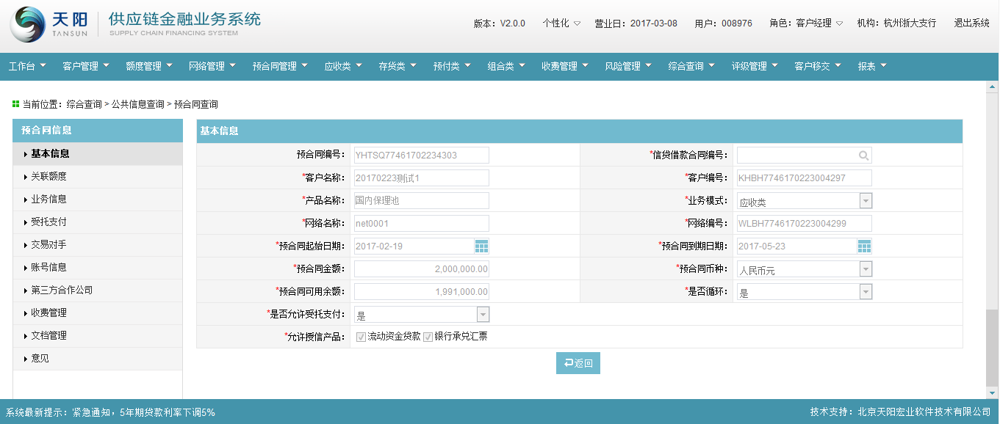 天阳 TANSUN 供应链金融业务系统 SUPPLY CHAIN FINANCING SYSTEM
版本：V2.0.0 个性化 营业日：2017-03-08 用户：008976 角色：客户经理 机构：杭州浙大支行 退出系统
工作台 客户管理 额度管理 网络管理 预合同管理 应收类 存货类 预付类 组合类 收费管理 风险管理 综合查询 评级管理 客户移交 报表
当前位置：综合查询 > 公共信息查询 > 预合同查询
预合同信息
基本信息
关联额度
业务信息
受托支付
交易对手
账号信息
第三方合作公司
收费管理
文档管理
意见
基本信息
预合同编号： YHTSQ77461702234303 *信贷借款合同编号：
*客户名称： 20170223测试1 *客户编号： KHBH7746170223004297
*产品名称： 国内保理池 *业务模式： 应收类
*网络名称： net0001 *网络编号： WLBH7746170223004299
*预合同起始日期： 2017-02-19 *预合同到期日期： 2017-05-23
*预合同金额： 2,000,000.00 *预合同币种： 人民币元
*预合同可用余额： 1,991,000.00 *是否循环： 是
*是否允许受托支付： 是
*允许授信产品： 流动资金贷款 银行承兑汇票
返回
系统最新提示：紧急通知，5年期贷款利率下调5% 技术支持：北京天阳宏业软件技术有限公司